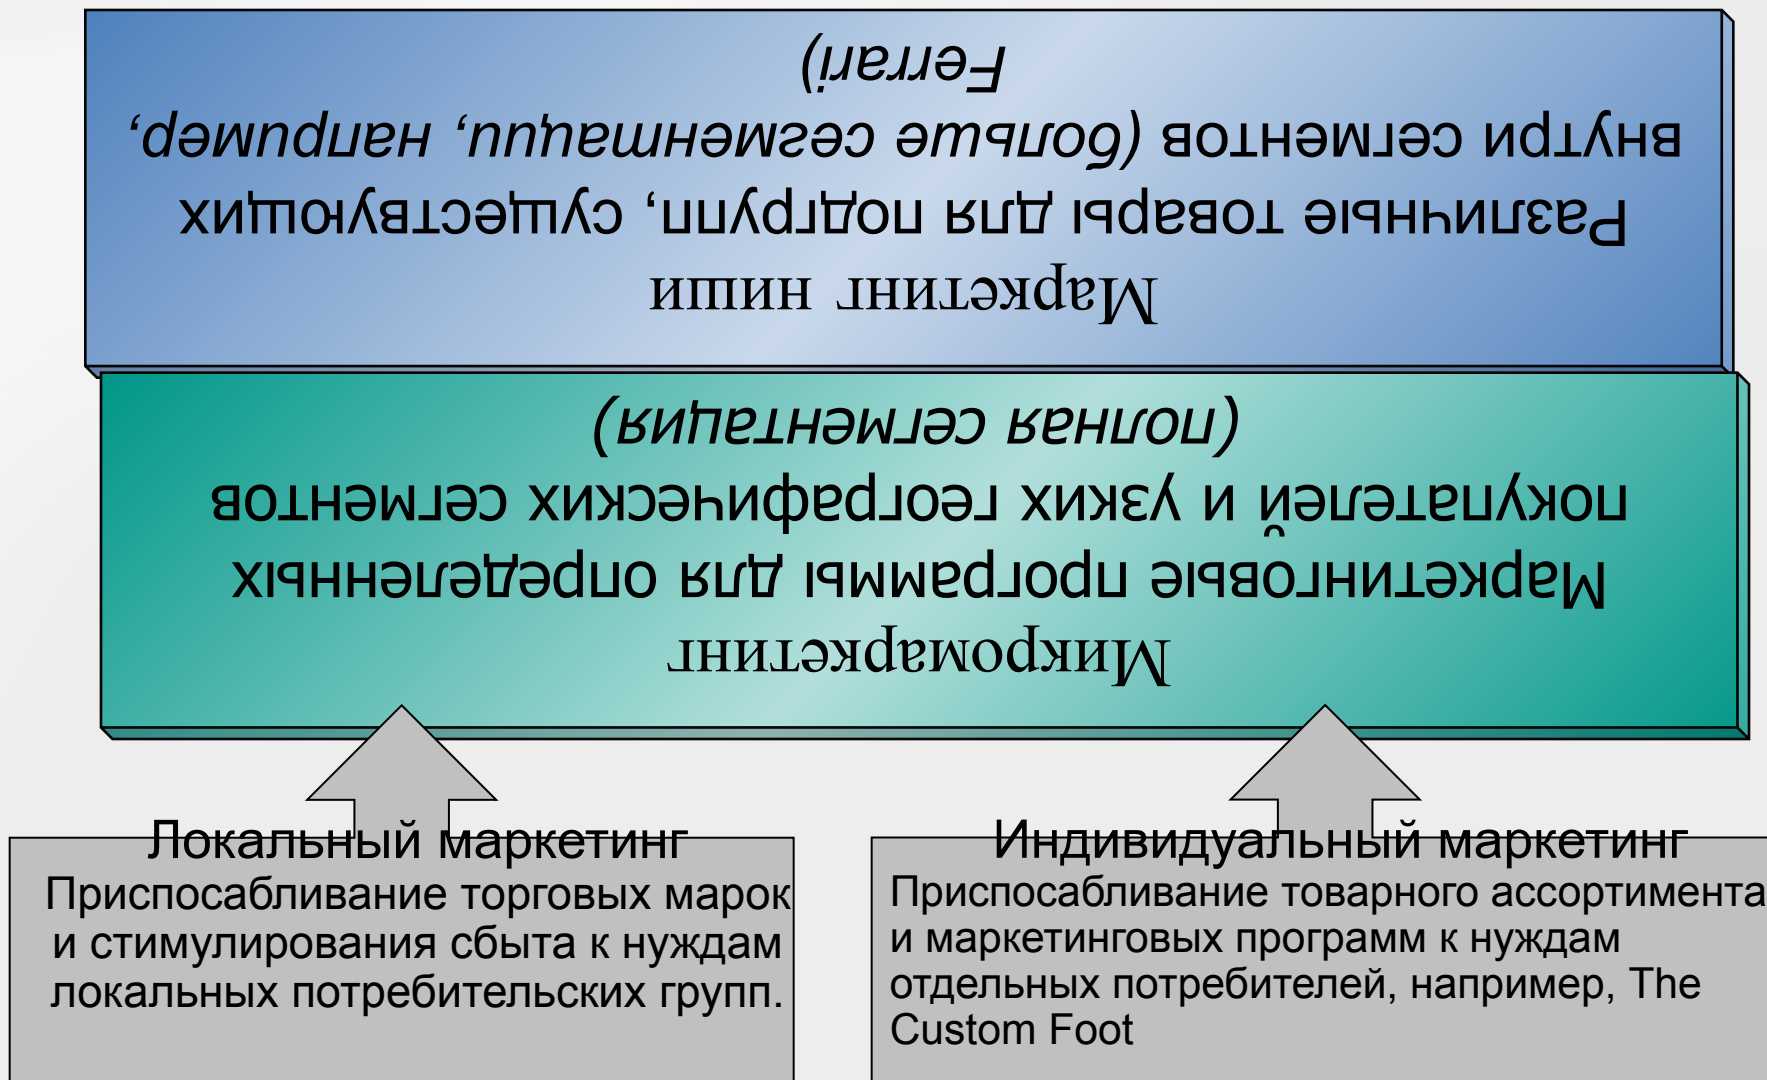 Маркетинг ниши
Различные товары для подгрупп, существующих
внутри сегментов (больше сегментации, например,
Ferrari)
Микромаркетинг
Маркетинговые программы для определенных
покупателей и узких географических сегментов
(полная сегментация)
Локальный маркетинг
Приспосабливание торговых марок
и стимулирования сбыта к нуждам
локальных потребительских групп.
Индивидуальный маркетинг
Приспосабливание товарного ассортимента
и маркетинговых программ к нуждам
отдельных потребителей, например, The
Custom Foot